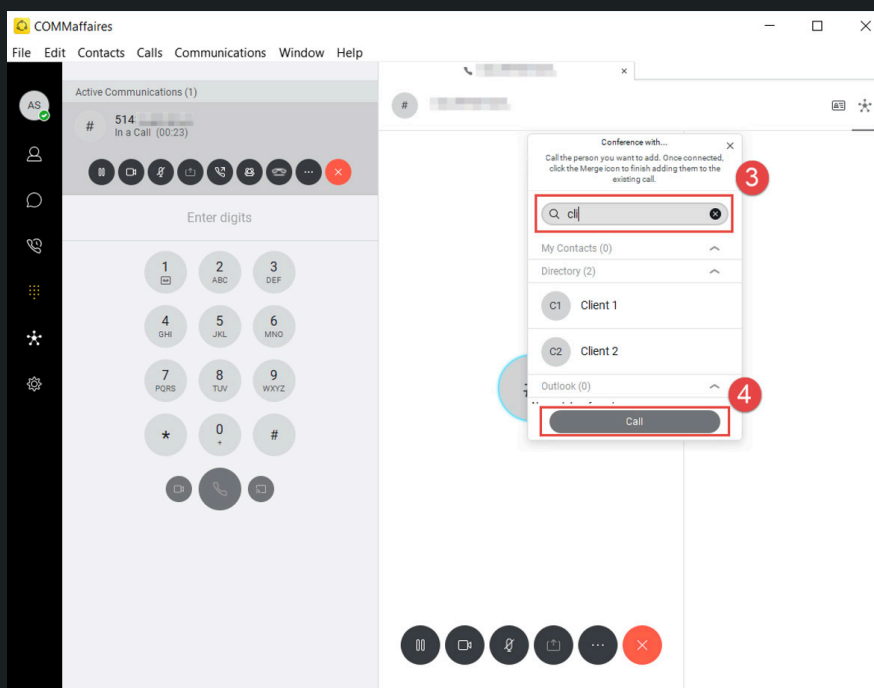 COMMaffaires
File Edit Contacts Calls Communications Window Help
AS
Active Communications (1)
#
514
In a Call (00:23)
Enter digits
1
2
ABC
3
DEF
4
GHI
5
JKL
6
MNO
7
PQRS
8
TUV
9
WXYZ
*
0
+
#
#
Conference with...
Call the person you want to add. Once connected,
click the Merge icon to finish adding them to the
existing call.
3
cli
My Contacts (0)
Directory (2)
C1 Client 1
C2 Client 2
Outlook (0)
4
Call